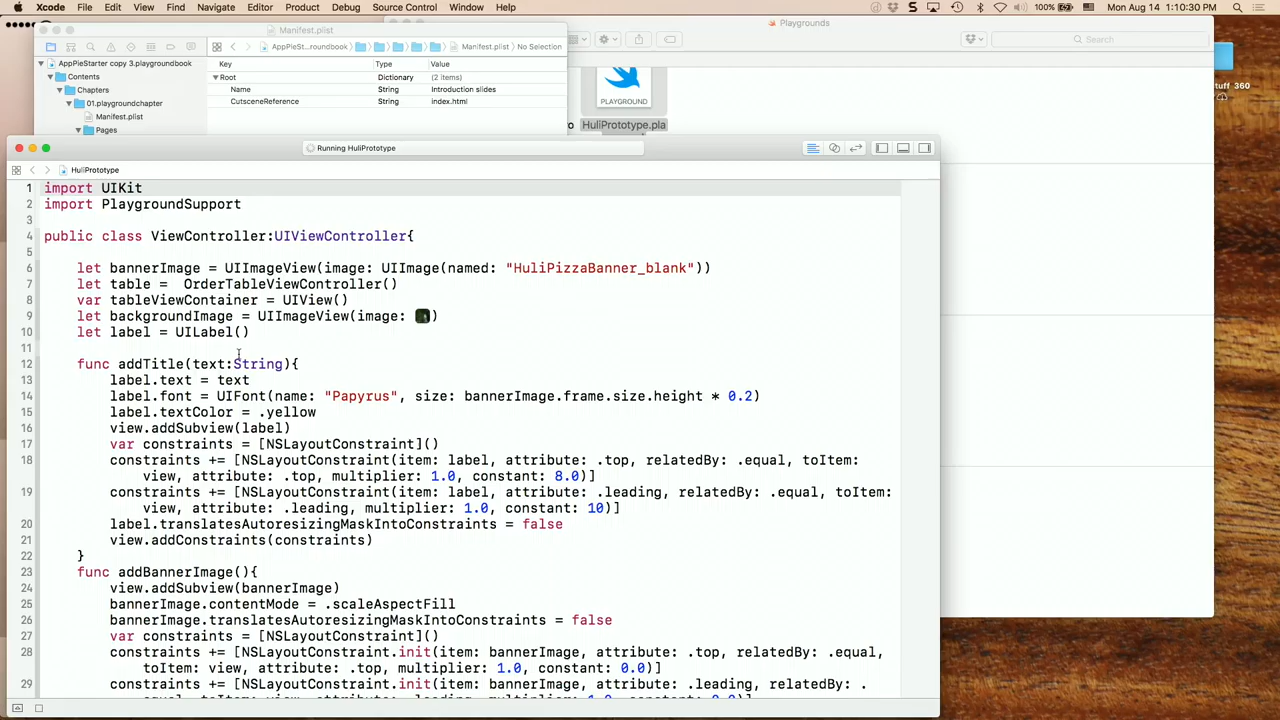 Xcode File Edit View Find Navigate Editor Product Debug Source Control Window Help 100% Mon Aug 14 1:10:30 PM
Manifest.plist
Playgrounds
AppPieSt...roundbook Manifest.plist No Selection
Search
AppPieStarter copy 3.playgroundbook
Contents
Chapters
01.playgroundchapter
Manifest.plist
Pages
Key Type Value
Root Dictionary (2 items)
Name String Introduction slides
CutsceneReference String index.html
PLAYGROUND
o HuliPrototype.pla
tuff 360
Running HuliPrototype
HuliPrototype
1 import UIKit
2 import PlaygroundSupport
3
4 public class ViewController:UIViewController{
5
6 let bannerImage = UIImageView(image: UIImage(named: "HuliPizzaBanner_blank"))
7 let table =  OrderTableViewController()
8 var tableViewContainer = UIView()
9 let backgroundImage = UIImageView(image: )
10 let label = UILabel()
11
12 func addTitle(text:String){
13 label.text = text
14 label.font = UIFont(name: "Papyrus", size: bannerImage.frame.size.height * 0.2)
15 label.textColor = .yellow
16 view.addSubview(label)
17 var constraints = [NSLayoutConstraint]()
18 constraints += [NSLayoutConstraint(item: label, attribute: .top, relatedBy: .equal, toItem:
view, attribute: .top, multiplier: 1.0, constant: 8.0)]
19 constraints += [NSLayoutConstraint(item: label, attribute: .leading, relatedBy: .equal, toItem:
view, attribute: .leading, multiplier: 1.0, constant: 10)]
20 label.translatesAutoresizingMaskIntoConstraints = false
21 view.addConstraints(constraints)
22 }
23 func addBannerImage(){
24 view.addSubview(bannerImage)
25 bannerImage.contentMode = .scaleAspectFill
26 bannerImage.translatesAutoresizingMaskIntoConstraints = false
27 var constraints = [NSLayoutConstraint]()
28 constraints += [NSLayoutConstraint.init(item: bannerImage, attribute: .top, relatedBy: .equal,
toItem: view, attribute: .top, multiplier: 1.0, constant: 0.0)]
29 constraints += [NSLayoutConstraint.init(item: bannerImage, attribute: .leading, relatedBy: .